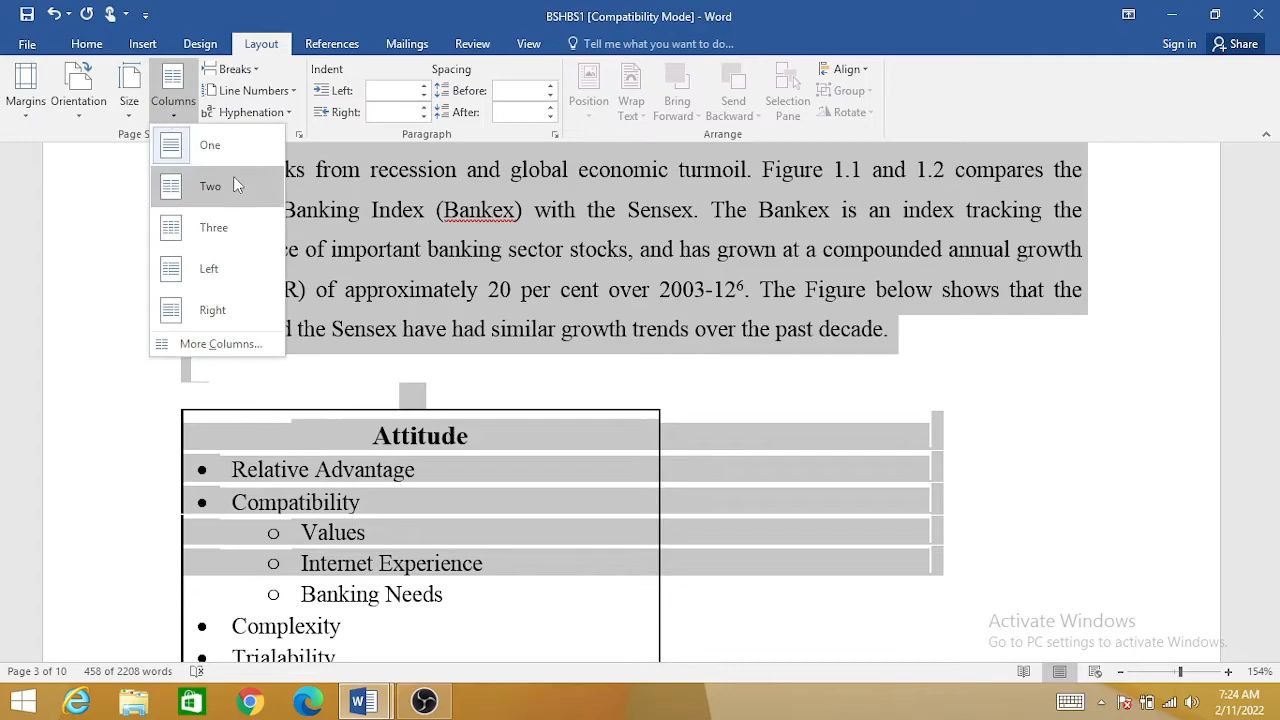 BSHBS1 [Compatibility Mode] - Word
File Home Insert Design Layout References Mailings Review View Tell me what you want to do... Sign in Share
Margins Orientation Size Columns Breaks Line Numbers Hyphenation
Indent Spacing
Left: Before:
Right: After:
Position Wrap Text Bring Forward Send Backward Selection Pane Align Group Rotate
Page S Paragraph Arrange
One
Two
Three
Left
Right
More Columns...
ks from recession and global economic turmoil. Figure 1.1 and 1.2 compares the
Banking Index (Bankex) with the Sensex. The Bankex is an index tracking the
ce of important banking sector stocks, and has grown at a compounded annual growth
R) of approximately 20 per cent over 2003-12⁶. The Figure below shows that the
d the Sensex have had similar growth trends over the past decade.
Attitude
• Relative Advantage
• Compatibility
o Values
o Internet Experience
o Banking Needs
• Complexity
• Trialability
Activate Windows
Go to PC settings to activate Windows.
Page 3 of 10 458 of 2208 words 154%
7:24 AM
2/11/2022